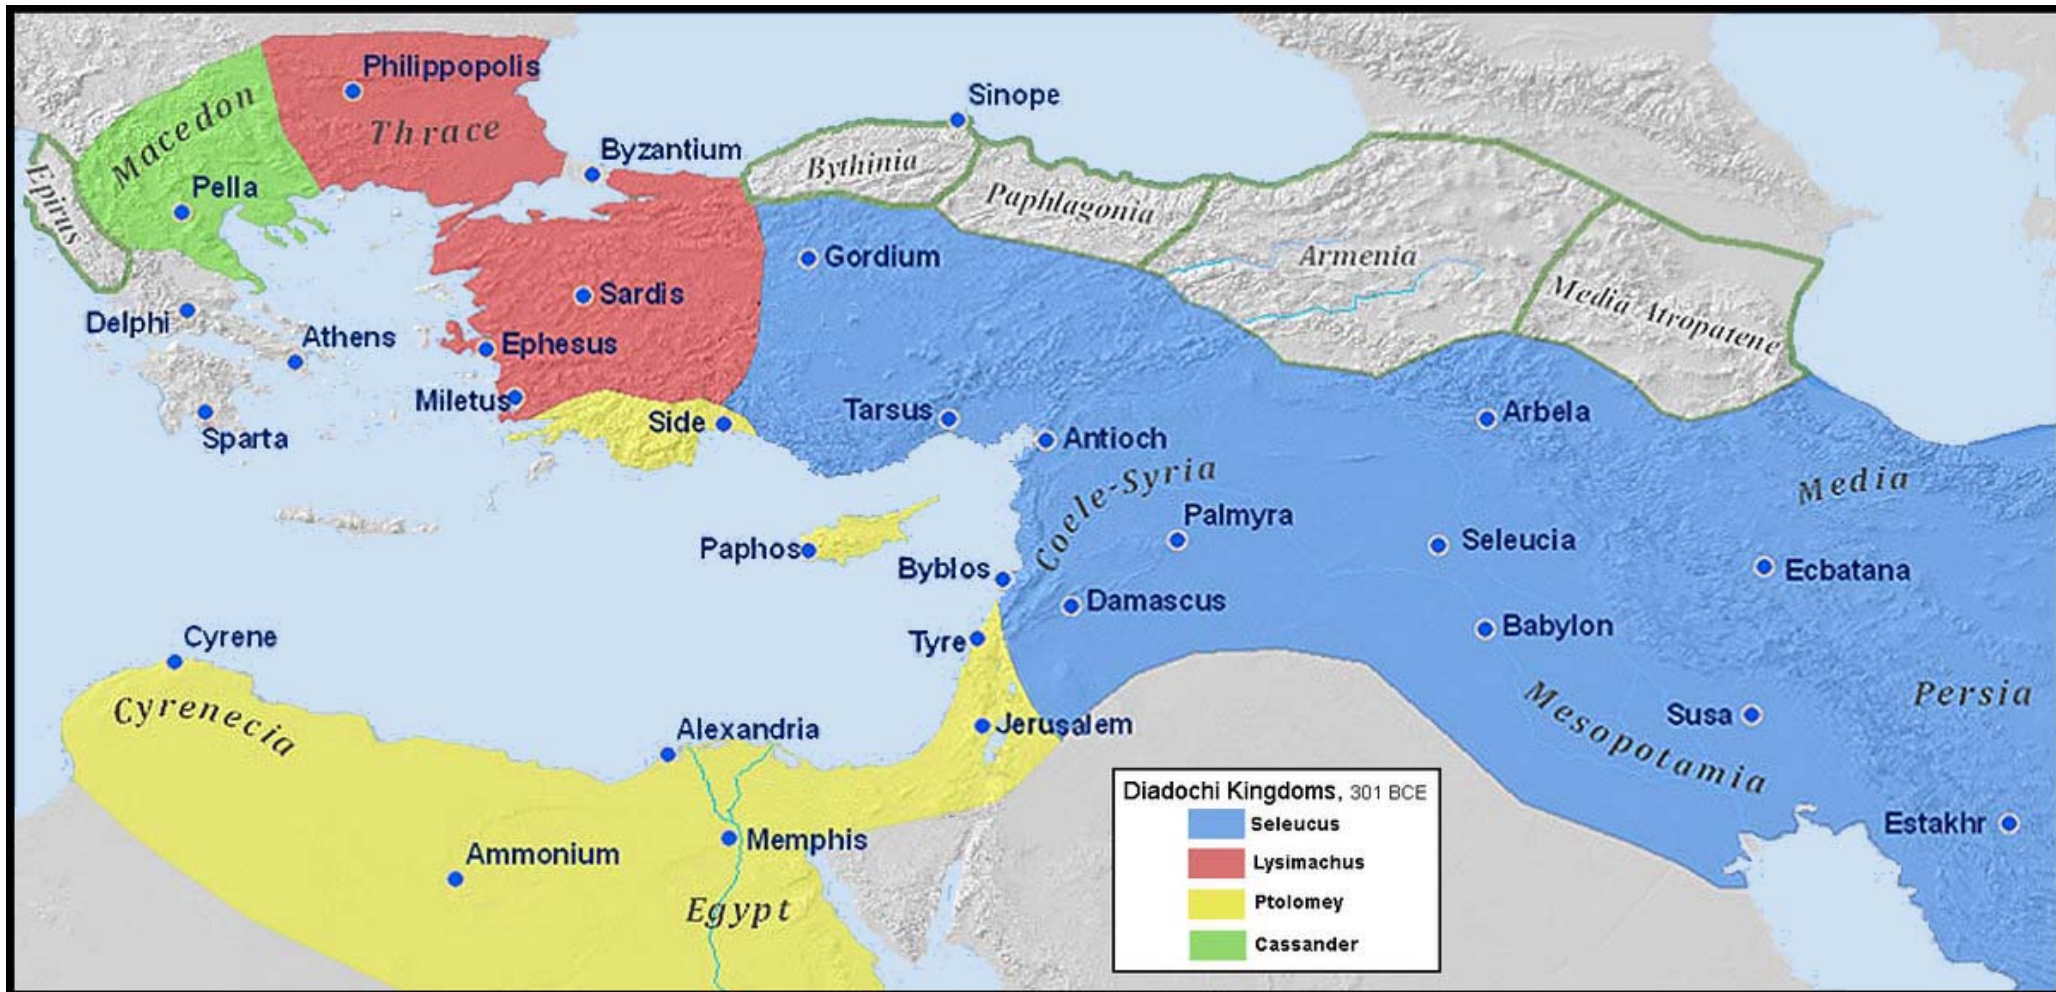 Philippopolis
Sinope
Macedon
Thrace
Byzantium
Bythinia
Epirus
Pella
Paphlagonia
Gordium
Armenia
Sardis
Media Atropatene
Delphi
Athens
Ephesus
Miletus
Side
Tarsus
Antioch
Arbela
Sparta
Coele-Syria
Media
Palmyra
Paphos
Seleucia
Byblos
Ecbatana
Damascus
Cyrene
Tyre
Babylon
Cyrenecia
Mesopotamia
Persia
Susa
Alexandria
Jerusalem
Diadochi Kingdoms, 301 BCE
Seleucus
Lysimachus
Ptolomey
Cassander
Estakhr
Memphis
Ammonium
Egypt